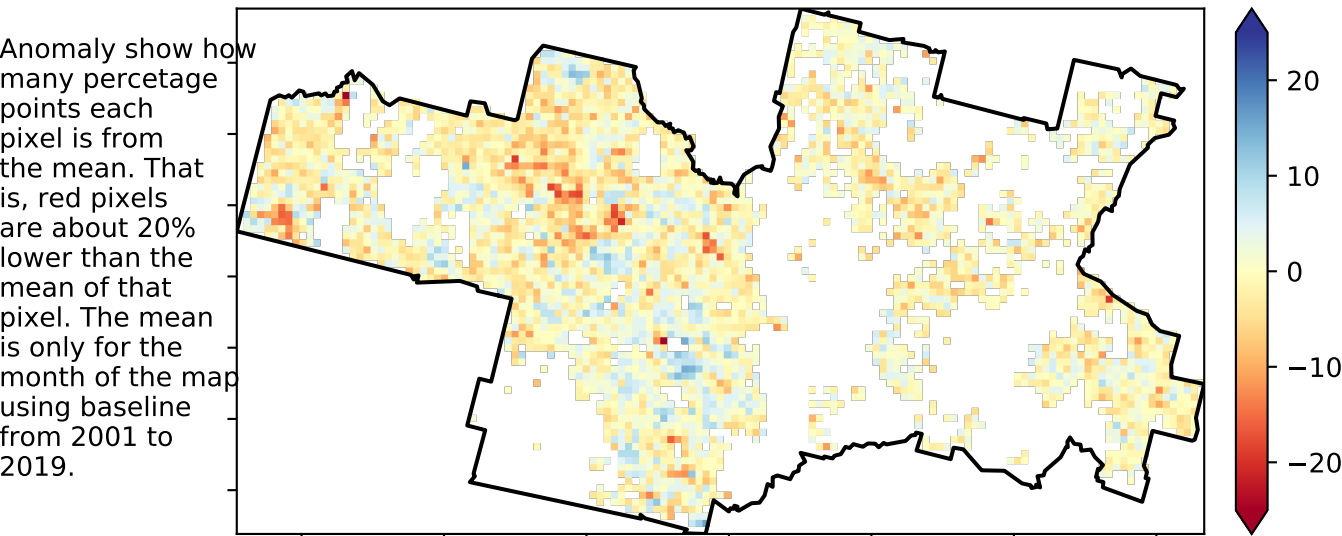 Anomaly show how
many percetage
points each
pixel is from
the mean. That
is, red pixels
are about 20%
lower than the
mean of that
pixel. The mean
is only for the
month of the map
using baseline
from 2001 to
2019.
20
10
0
−10
−20